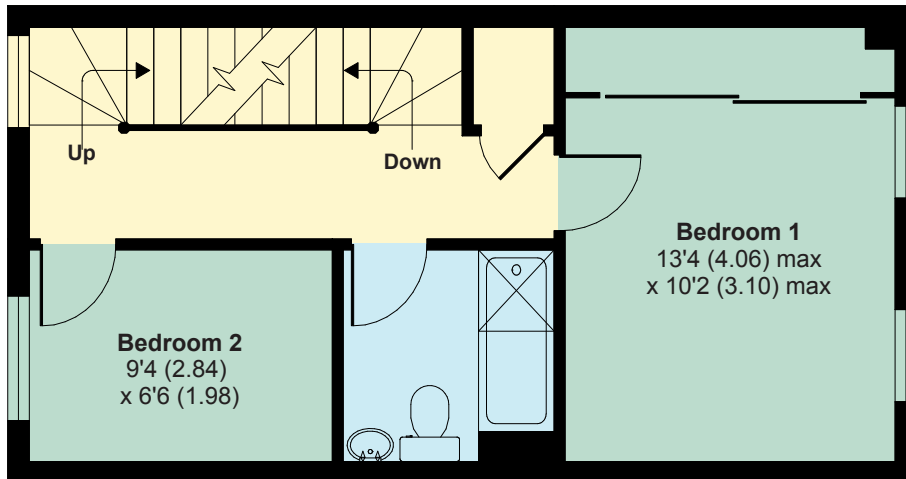 Up
Down
Bedroom 1
13'4 (4.06) max
x 10'2 (3.10) max
Bedroom 2
9'4 (2.84)
x 6'6 (1.98)